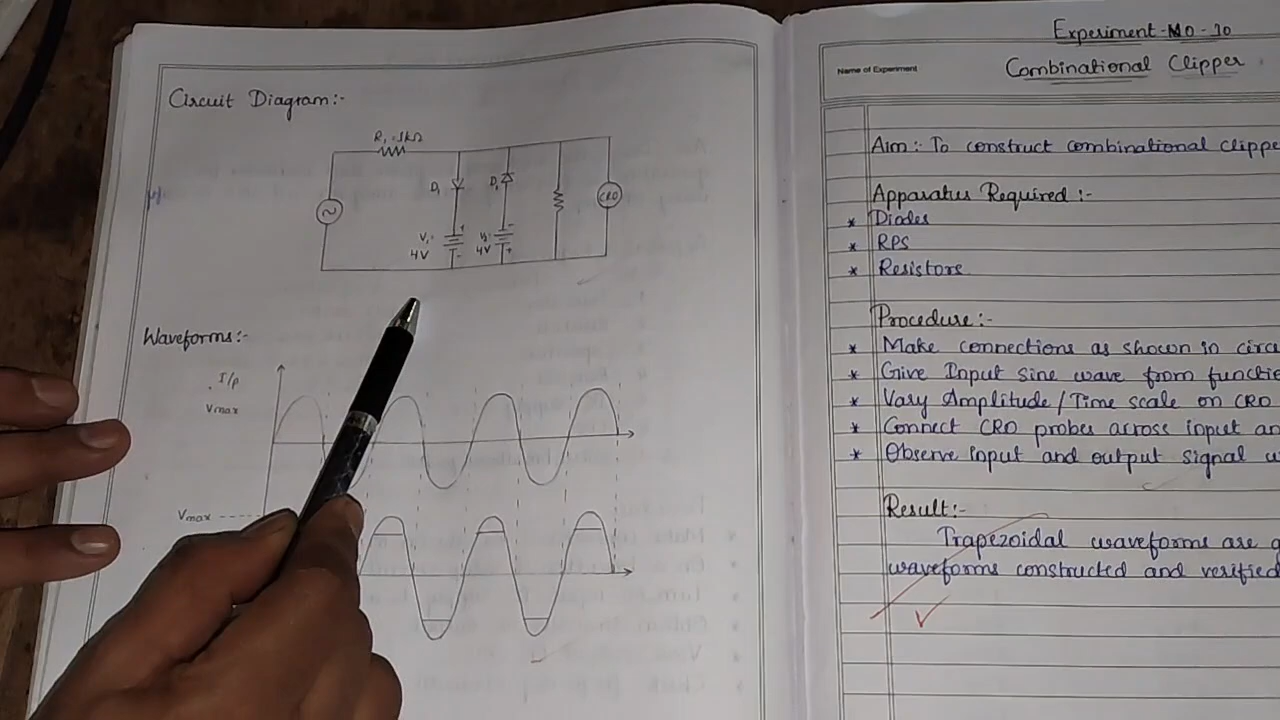 Circuit Diagram:-
R₁=1kΩ
D₁
CRO
V₁=
4V
4V
+
-
-
+
Waveforms:-
I/p
Vmax
Vmax
Experiment-NO-10
Name of Experiment
Combinational Clipper
Aim:- To construct combinational Clippe
Apparatus Required:-
* Diodes
* RPS
* Resistors
Procedure:-
* Make connections as shown in circ
* Give Input Sine wave from functi
* Vary Amplitude/Time scale on CRO
* Connect CRO probes across input an
* Observe input and output signal w
Result:-
Trapezoidal waveforms are g
waveforms constructed and verified